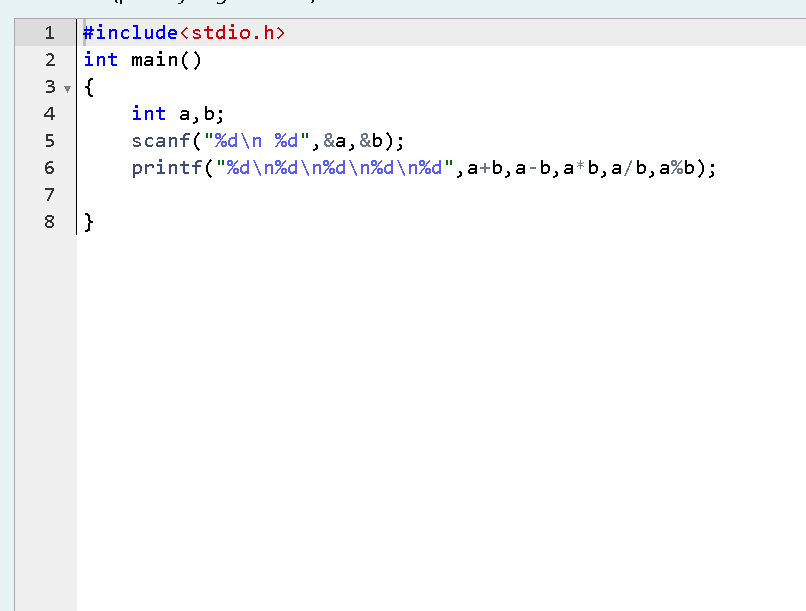 1 #include<stdio.h>
2 int main()
3 {
4     int a,b;
5     scanf("%d\n %d",&a,&b);
6     printf("%d\n%d\n%d\n%d\n%d",a+b,a-b,a*b,a/b,a%b);
7
8 }